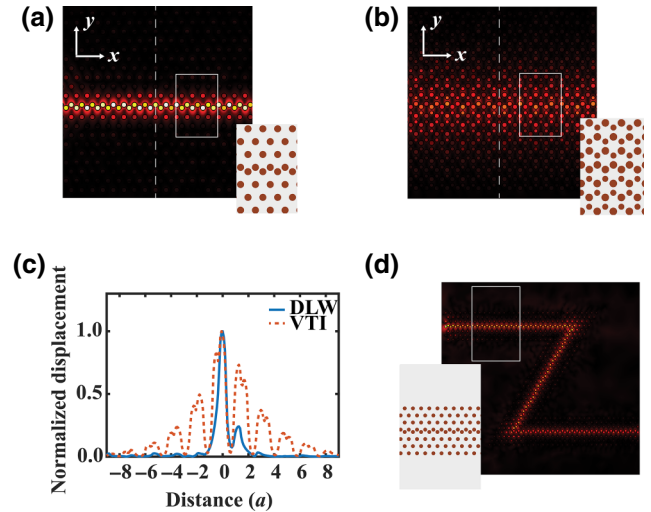 (a)
y
x
(b)
y
x
(c)
DLW
VTI
Normalized displacement
1.0
0.5
0.0
−8 −6 −4 −2 0 2 4 6 8
Distance (a)
(d)